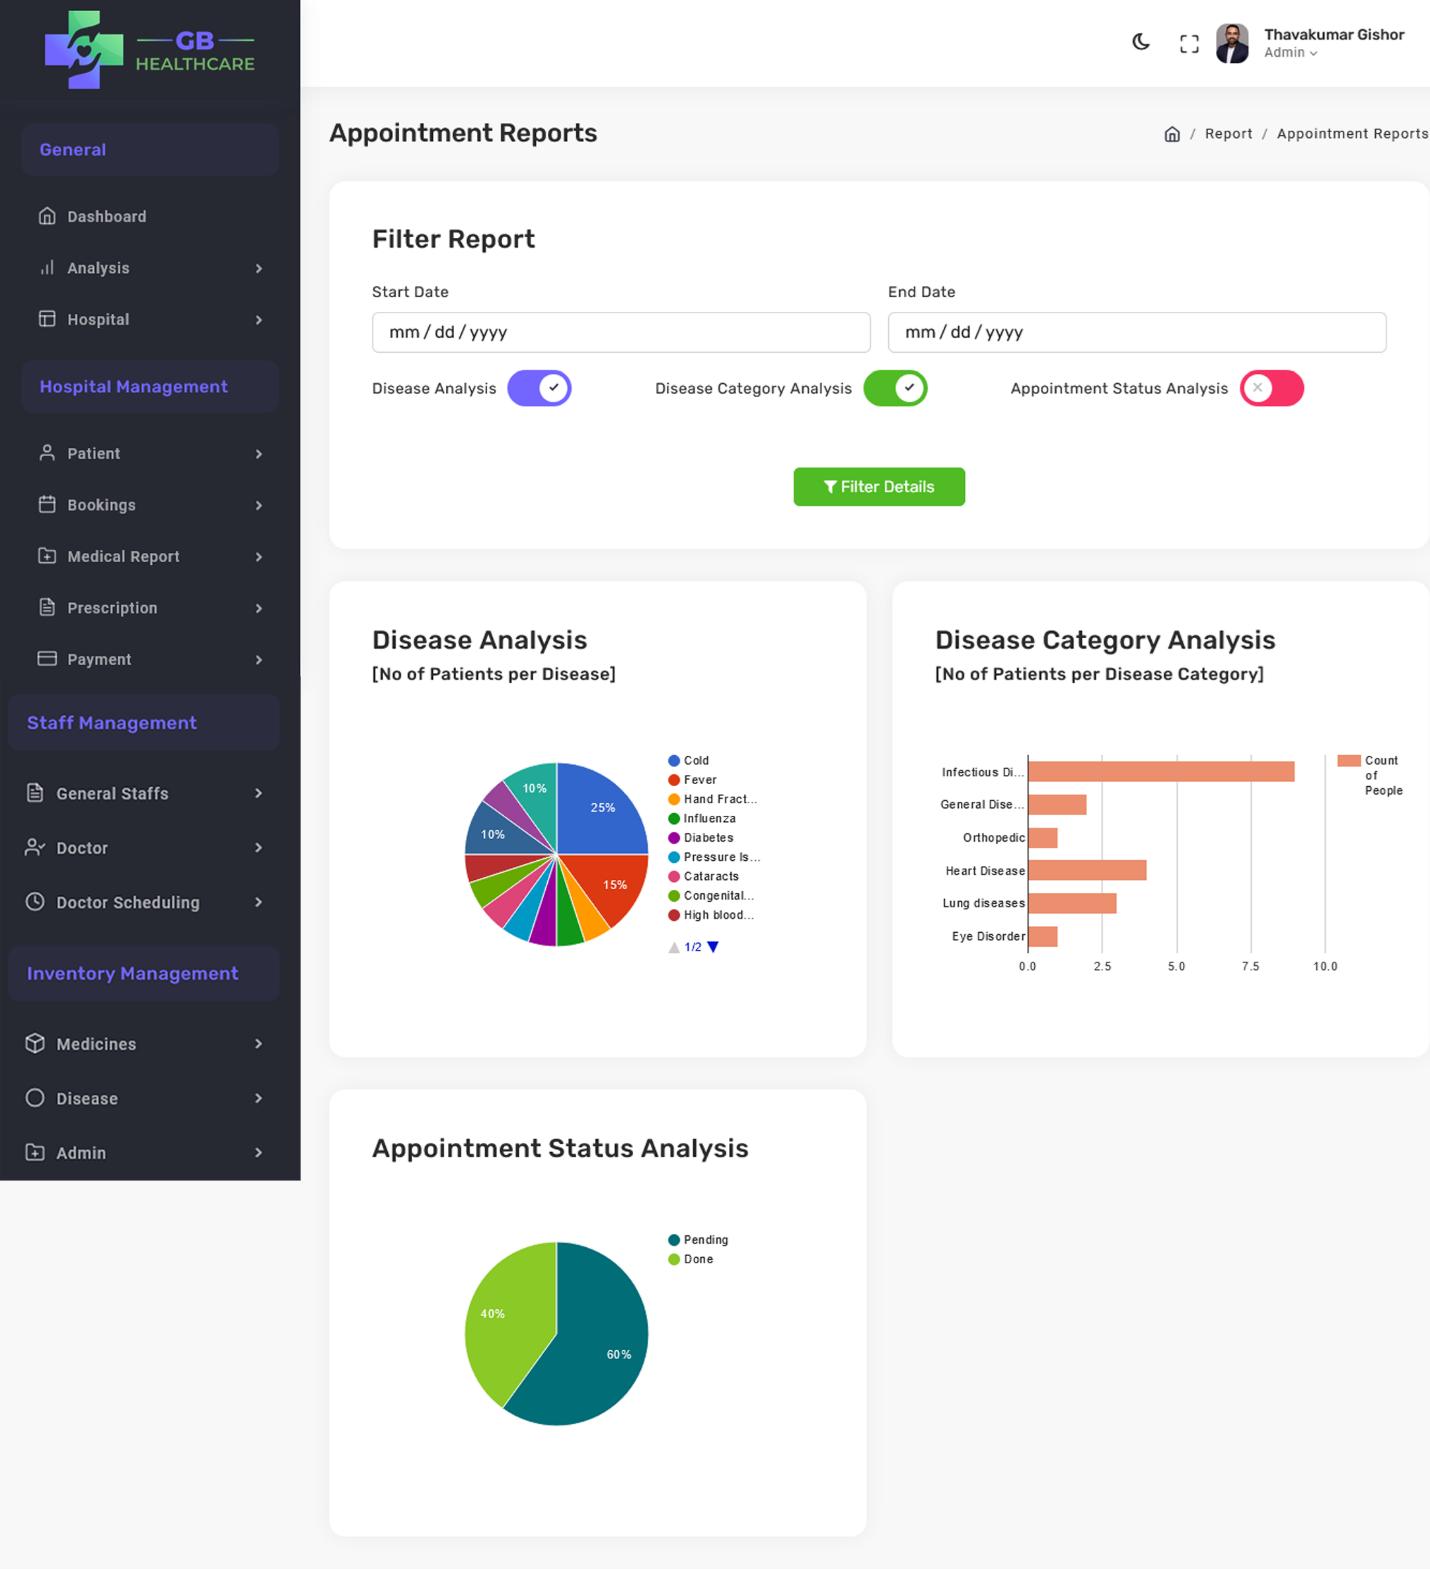 GB
HEALTHCARE
Thavakumar Gishor
Admin
General
Dashboard
Analysis
Hospital
Hospital Management
Patient
Bookings
Medical Report
Prescription
Payment
Staff Management
General Staffs
Doctor
Doctor Scheduling
Inventory Management
Medicines
Disease
Admin
Appointment Reports
/ Report / Appointment Reports
Filter Report
Start Date
End Date
mm / dd / yyyy
mm / dd / yyyy
Disease Analysis
Disease Category Analysis
Appointment Status Analysis
Filter Details
Disease Analysis
[No of Patients per Disease]
25%
15%
10%
10%
Cold
Fever
Hand Fract...
Influenza
Diabetes
Pressure Is...
Cataracts
Congenital...
High blood...
1/2
Disease Category Analysis
[No of Patients per Disease Category]
Infectious Di...
General Dise...
Orthopedic
Heart Disease
Lung diseases
Eye Disorder
0.0 2.5 5.0 7.5 10.0
Count
of
People
Appointment Status Analysis
Pending
Done
40%
60%